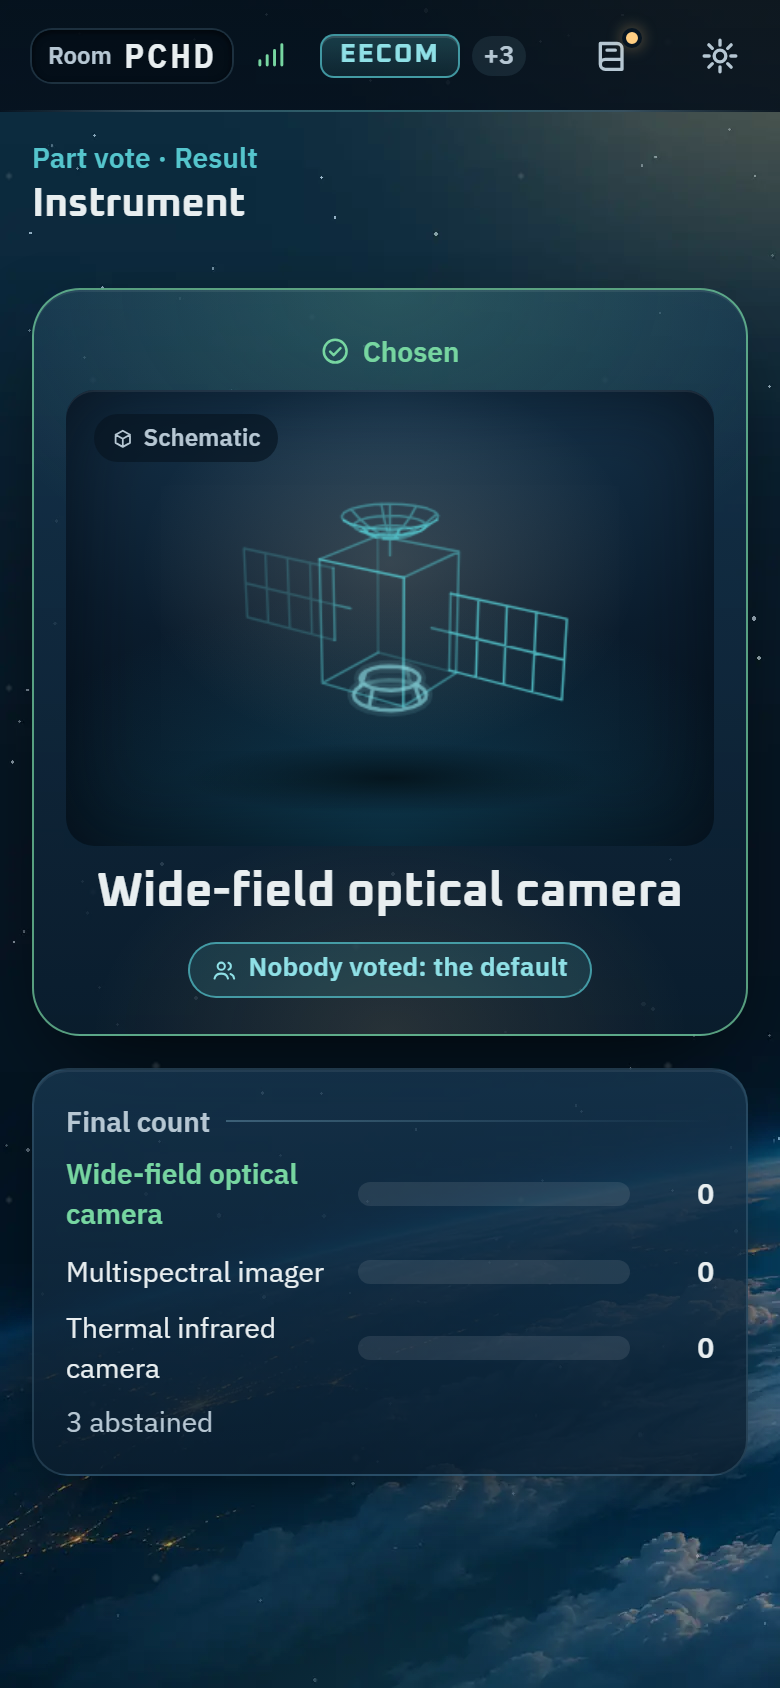 Room PCHD EECOM +3
Part vote · Result
Instrument
Chosen
Schematic
Wide-field optical camera
Nobody voted: the default
Final count
Wide-field optical
camera
0
Multispectral imager 0
Thermal infrared
camera
0
3 abstained